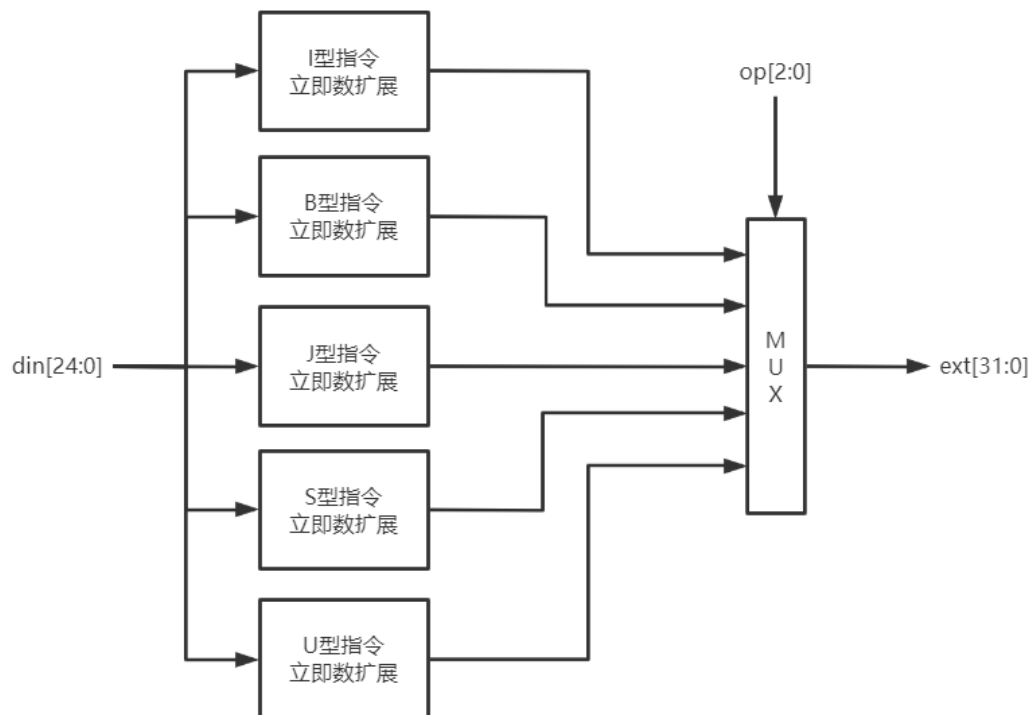 I型指令
立即数扩展
op[2:0]
B型指令
立即数扩展
din[24:0]
J型指令
立即数扩展
M
U
X
ext[31:0]
S型指令
立即数扩展
U型指令
立即数扩展